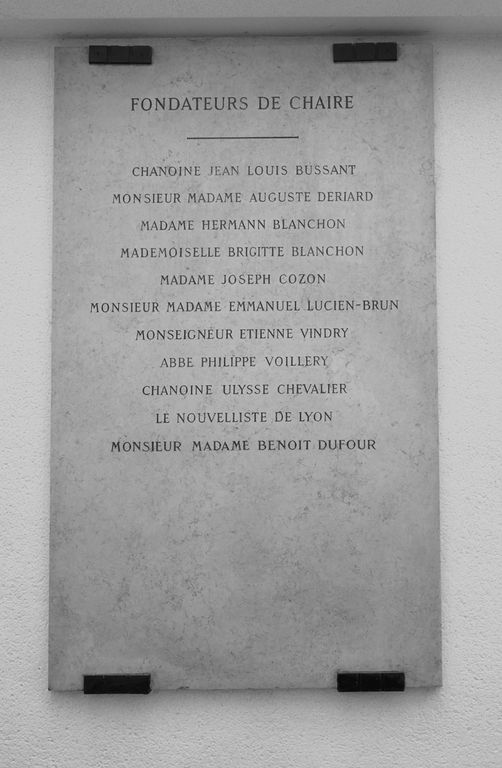 FONDATEURS DE CHAIRE
CHANOINE JEAN LOUIS BUSSANT
MONSIEUR MADAME AUGUSTE DERIARD
MADAME HERMANN BLANCHON
MADEMOISELLE BRIGITTE BLANCHON
MADAME JOSEPH COZON
MONSIEUR MADAME EMMANUEL LUCIEN-BRUN
MONSEIGNEUR ETIENNE VINDRY
ABBE PHILIPPE VOILLERY
CHANOINE ULYSSE CHEVALIER
LE NOUVELLISTE DE LYON
MONSIEUR MADAME BENOIT DUFOUR